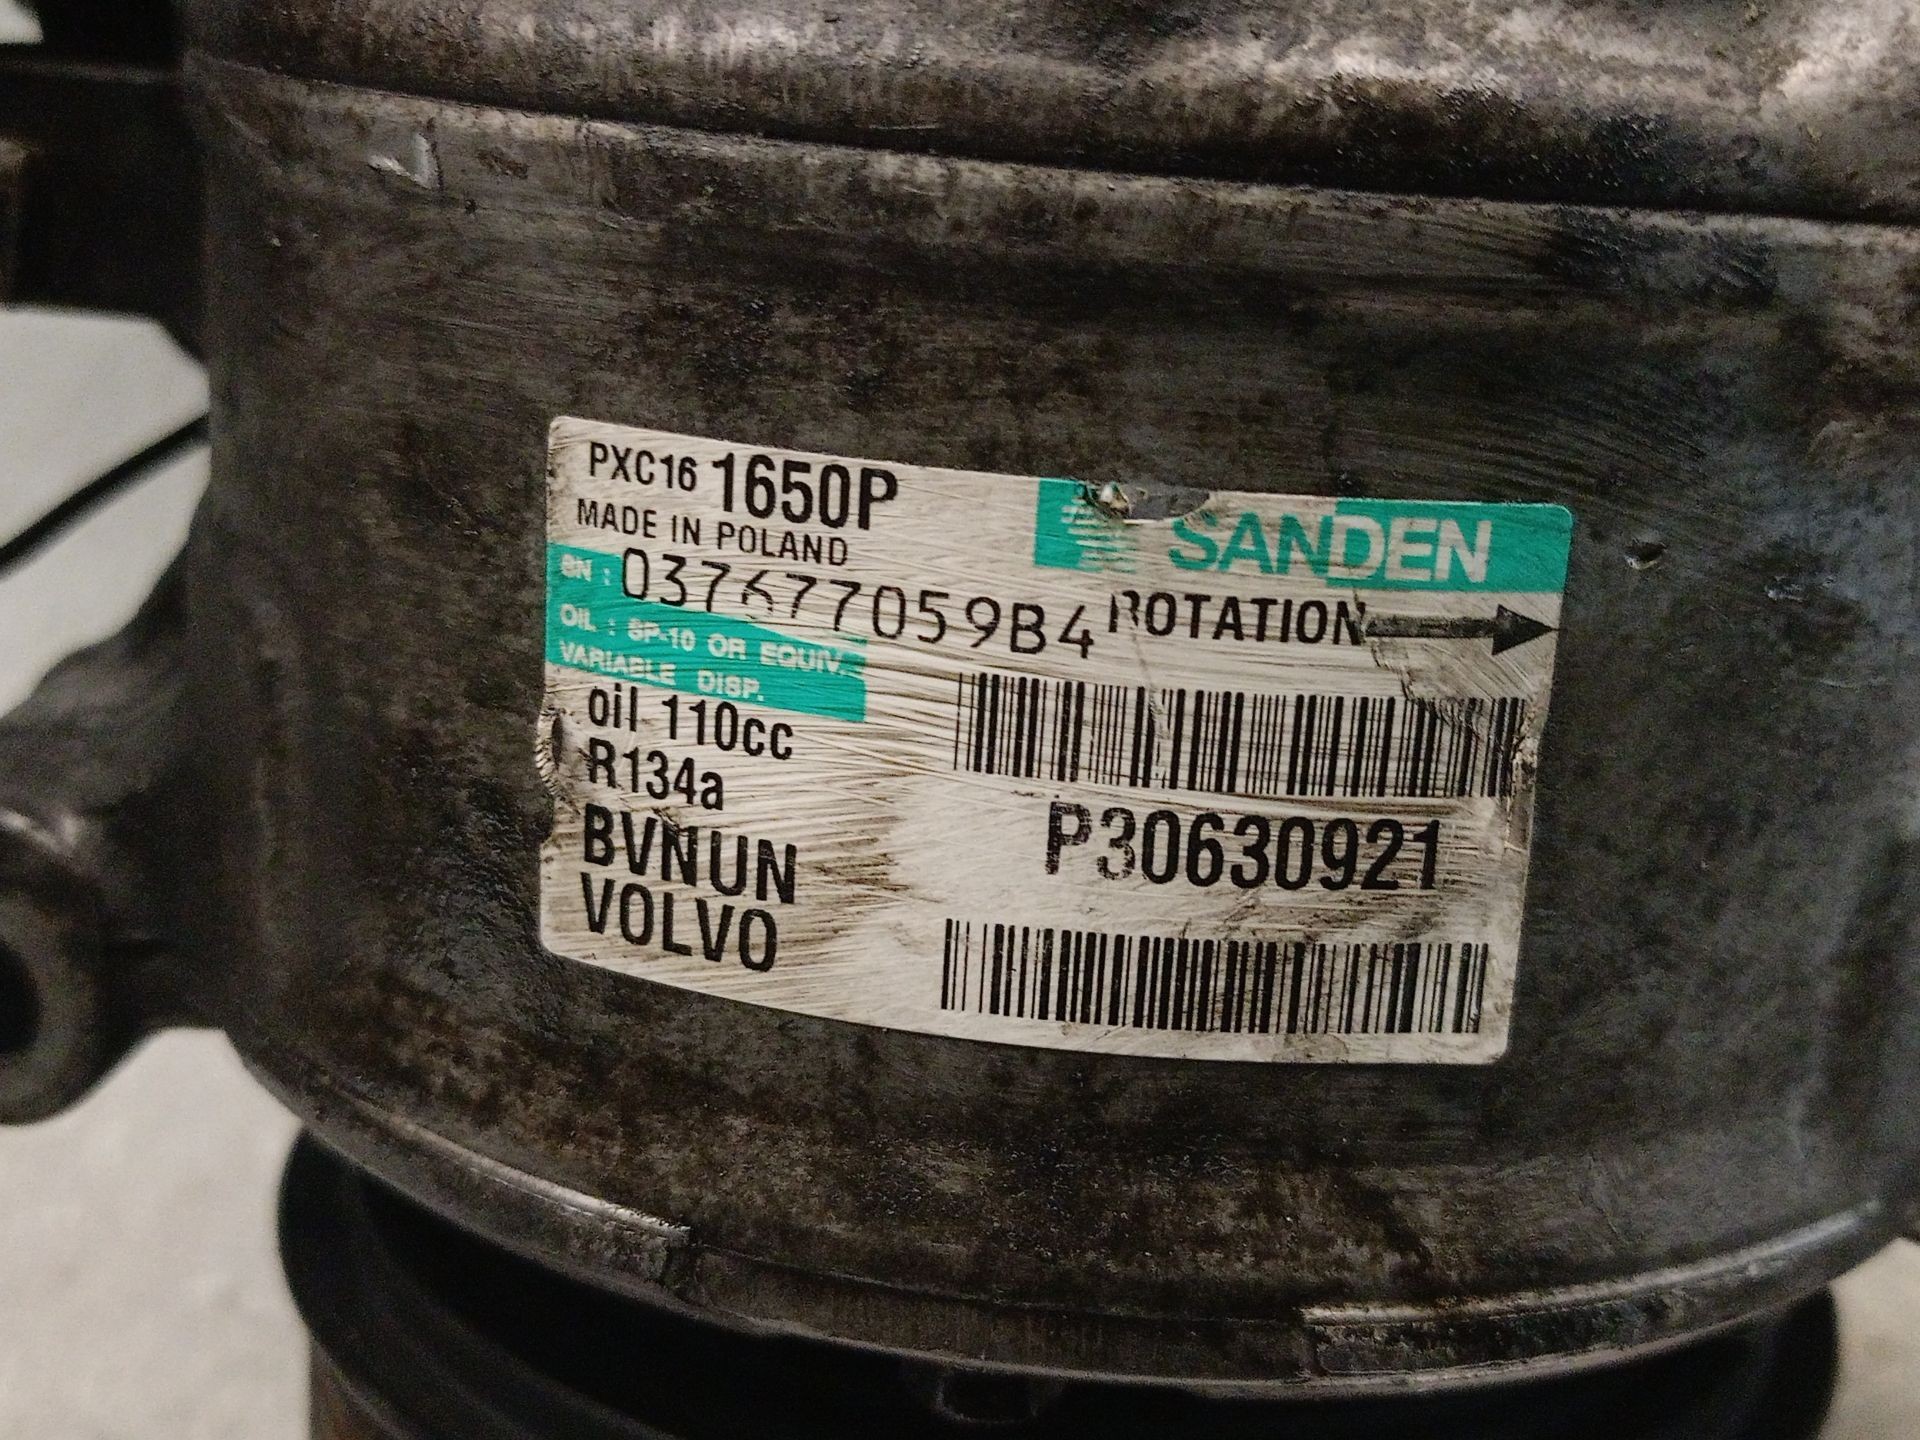 PXC16 1650P
SANDEN
MADE IN POLAND
SN : 037677059B4 ROTATION
OIL : SP-10 OR EQUIV.
VARIABLE DISP.
oil 110cc
R134a
BVNUN
VOLVO
P30630921